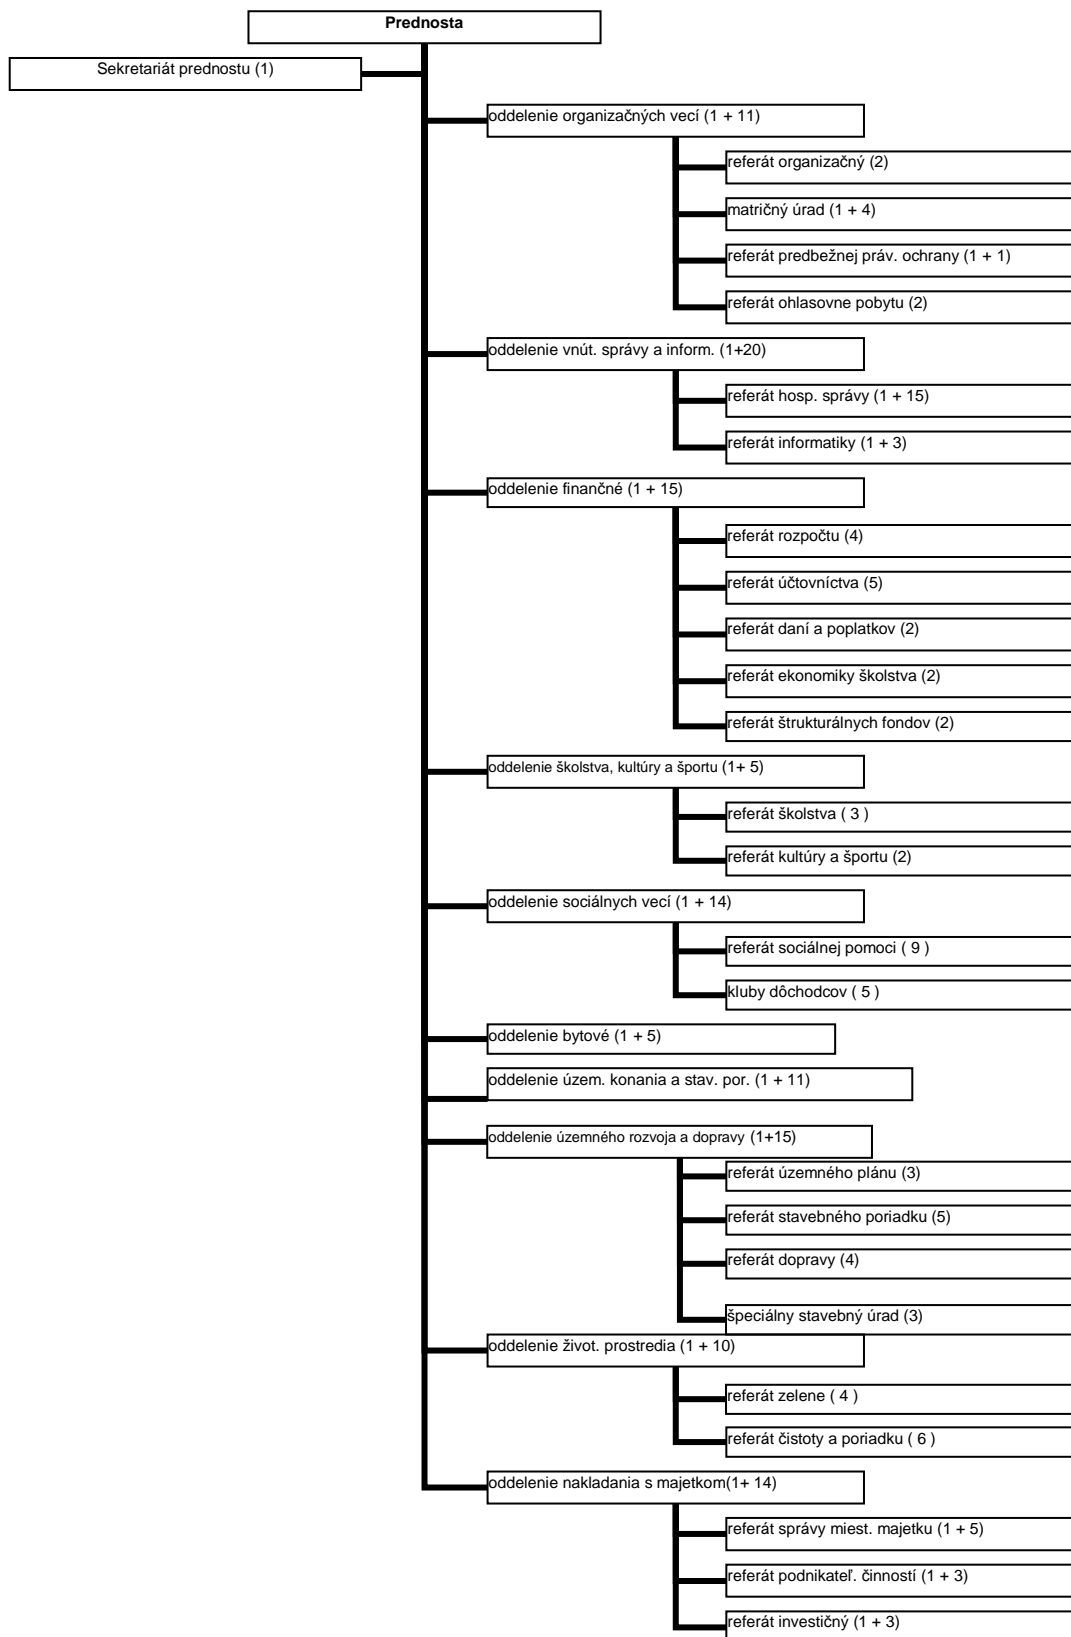 Prednosta
Sekretariát prednostu (1)
oddelenie organizačných vecí (1 + 11)
referát organizačný (2)
matričný úrad (1 + 4)
referát predbežnej práv. ochrany (1 + 1)
referát ohlasovne pobytu (2)
oddelenie vnút. správy a inform. (1+20)
referát hosp. správy (1 + 15)
referát informatiky (1 + 3)
oddelenie finančné (1 + 15)
referát rozpočtu (4)
referát účtovníctva (5)
referát daní a poplatkov (2)
referát ekonomiky školstva (2)
referát štrukturálnych fondov (2)
oddelenie školstva, kultúry a športu (1+ 5)
referát školstva ( 3 )
referát kultúry a športu (2)
oddelenie sociálnych vecí (1 + 14)
referát sociálnej pomoci ( 9 )
kluby dôchodcov ( 5 )
oddelenie bytové (1 + 5)
oddelenie územ. konania a stav. por. (1 + 11)
oddelenie územného rozvoja a dopravy (1+15)
referát územného plánu (3)
referát stavebného poriadku (5)
referát dopravy (4)
špeciálny stavebný úrad (3)
oddelenie život. prostredia (1 + 10)
referát zelene ( 4 )
referát čistoty a poriadku ( 6 )
oddelenie nakladania s majetkom(1+ 14)
referát správy miest. majetku (1 + 5)
referát podnikateľ. činností (1 + 3)
referát investičný (1 + 3)